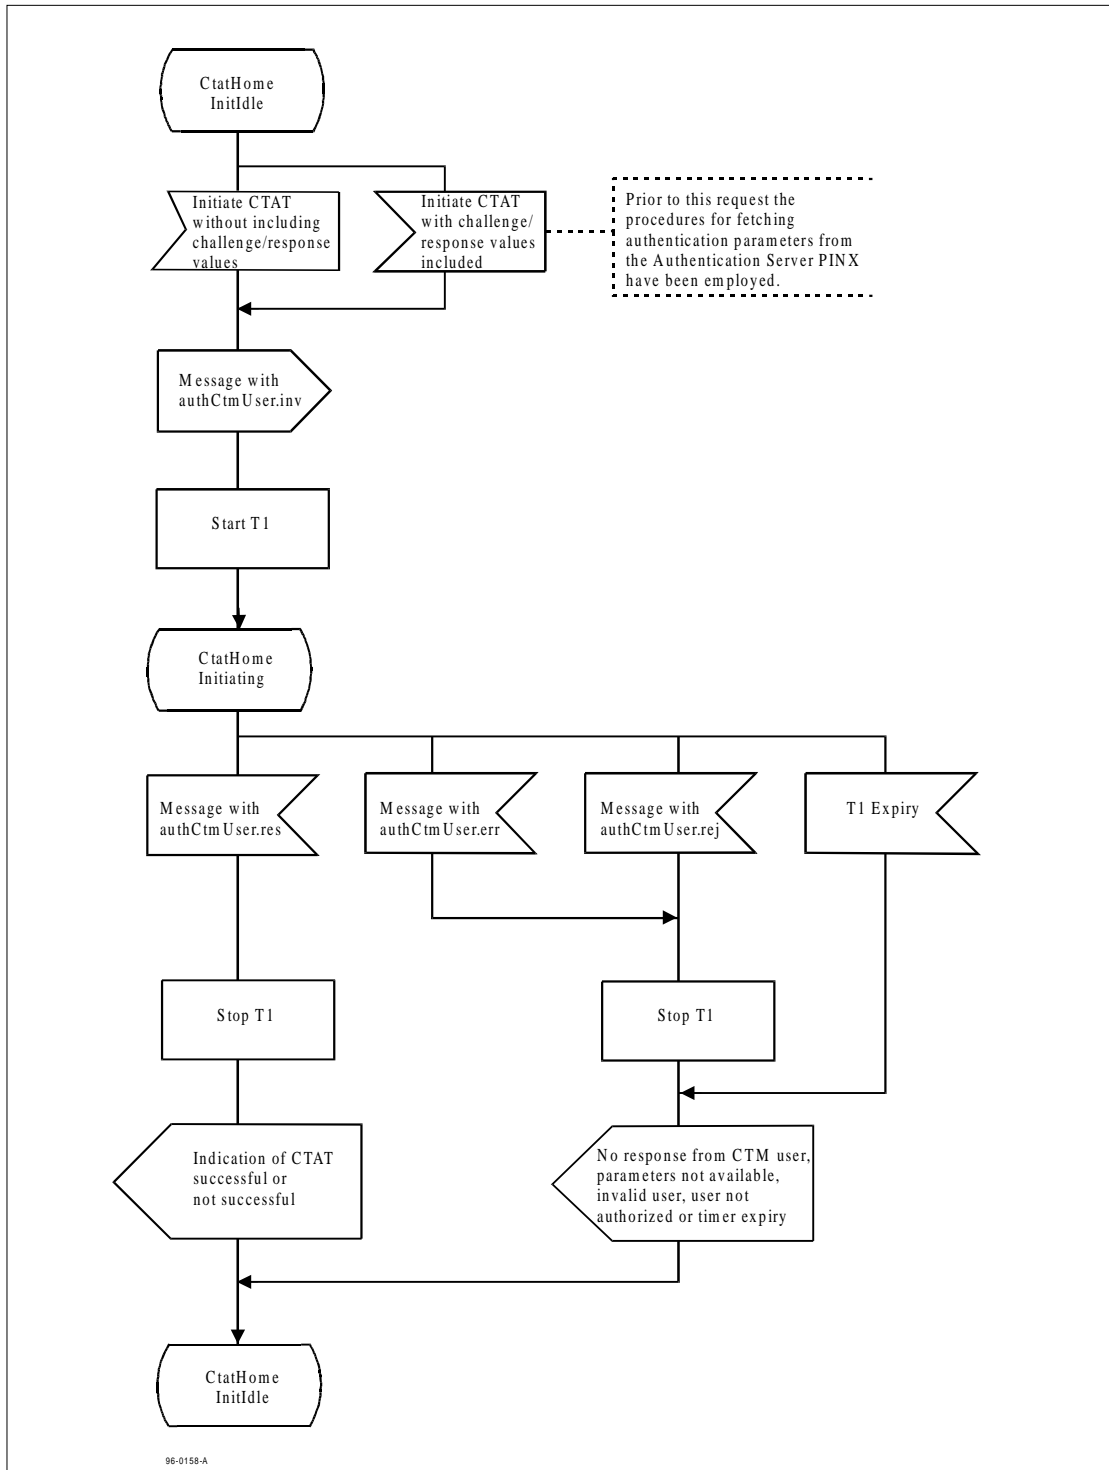 CtatHome
InitIdle
Initiate CTAT
without including
challenge/response
values
Initiate CTAT
with challenge/
response values
included
Prior to this request the
procedures for fetching
authentication parameters from
the Authentication Server PINX
have been employed.
Message with
authCtmUser.inv
Start T1
CtatHome
Initiating
Message with
authCtmUser.res
Message with
authCtmUser.err
Message with
authCtmUser.rej
T1 Expiry
Stop T1
Stop T1
Indication of CTAT
successful or
not successful
No response from CTM user,
parameters not available,
invalid user, user not
authorized or timer expiry
CtatHome
InitIdle
96-0158-A